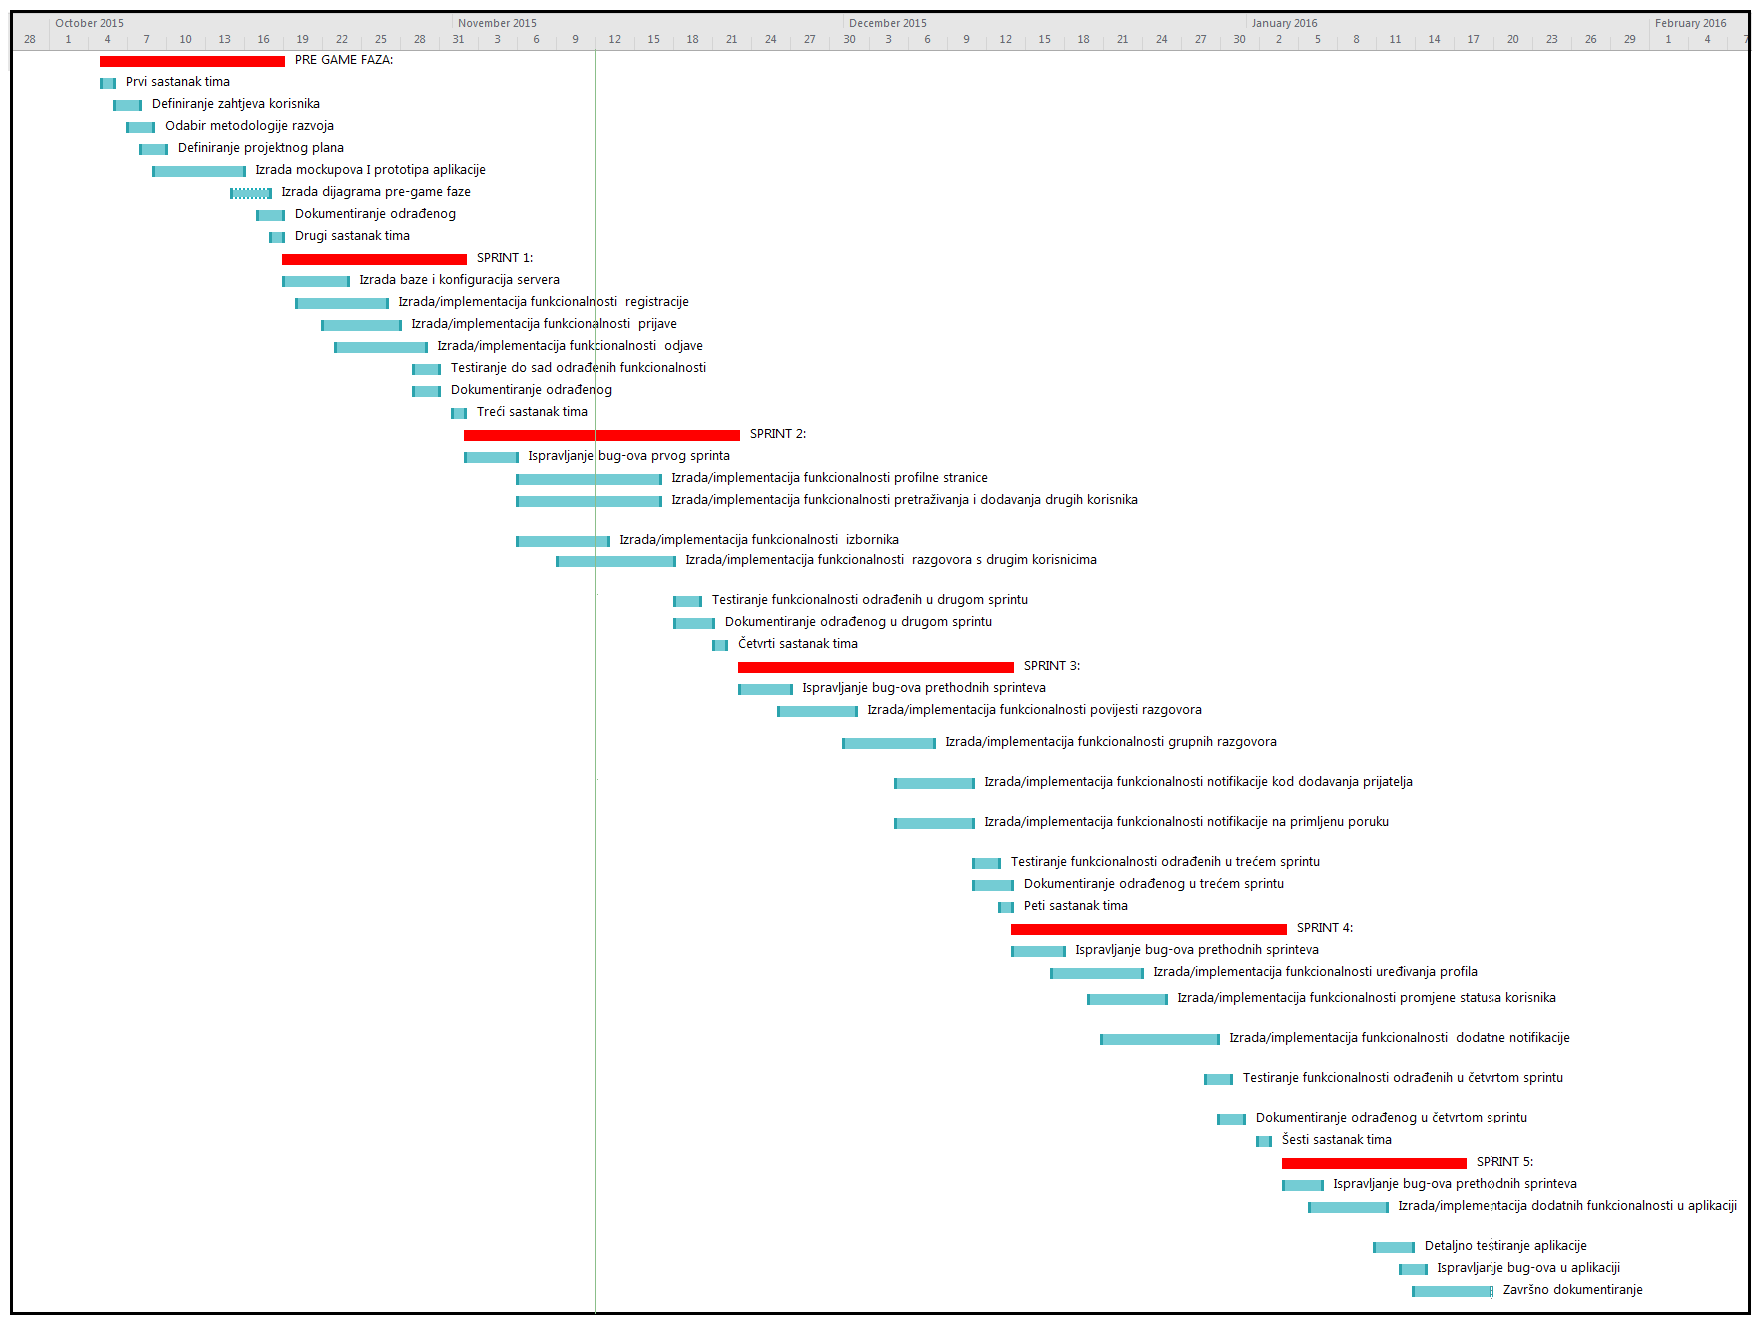 October 2015 November 2015 December 2015 January 2016 February 2016
28 1 4 7 10 13 16 19 22 25 28 31 3 6 9 12 15 18 21 24 27 30 3 6 9 12 15 18 21 24 27 30 2 5 8 11 14 17 20 23 26 29 1 4 7
PRE GAME FAZA:
Prvi sastanak tima
Definiranje zahtjeva korisnika
Odabir metodologije razvoja
Definiranje projektnog plana
Izrada mockupova I prototipa aplikacije
Izrada dijagrama pre-game faze
Dokumentiranje odrađenog
Drugi sastanak tima
SPRINT 1:
Izrada baze i konfiguracija servera
Izrada/implementacija funkcionalnosti  registracije
Izrada/implementacija funkcionalnosti  prijave
Izrada/implementacija funkcionalnosti  odjave
Testiranje do sad odrađenih funkcionalnosti
Dokumentiranje odrađenog
Treći sastanak tima
SPRINT 2:
Ispravljanje bug-ova prvog sprinta
Izrada/implementacija funkcionalnosti profilne stranice
Izrada/implementacija funkcionalnosti pretraživanja i dodavanja drugih korisnika
Izrada/implementacija funkcionalnosti  izbornika
Izrada/implementacija funkcionalnosti  razgovora s drugim korisnicima
Testiranje funkcionalnosti odrađenih u drugom sprintu
Dokumentiranje odrađenog u drugom sprintu
Četvrti sastanak tima
SPRINT 3:
Ispravljanje bug-ova prethodnih sprinteva
Izrada/implementacija funkcionalnosti povijesti razgovora
Izrada/implementacija funkcionalnosti grupnih razgovora
Izrada/implementacija funkcionalnosti notifikacije kod dodavanja prijatelja
Izrada/implementacija funkcionalnosti notifikacije na primljenu poruku
Testiranje funkcionalnosti odrađenih u trećem sprintu
Dokumentiranje odrađenog u trećem sprintu
Peti sastanak tima
SPRINT 4:
Ispravljanje bug-ova prethodnih sprinteva
Izrada/implementacija funkcionalnosti uređivanja profila
Izrada/implementacija funkcionalnosti promjene statusa korisnika
Izrada/implementacija funkcionalnosti  dodatne notifikacije
Testiranje funkcionalnosti odrađenih u četvrtom sprintu
Dokumentiranje odrađenog u četvrtom sprintu
Šesti sastanak tima
SPRINT 5:
Ispravljanje bug-ova prethodnih sprinteva
Izrada/implementacija dodatnih funkcionalnosti u aplikaciji
Detaljno testiranje aplikacije
Ispravljanje bug-ova u aplikaciji
Završno dokumentiranje